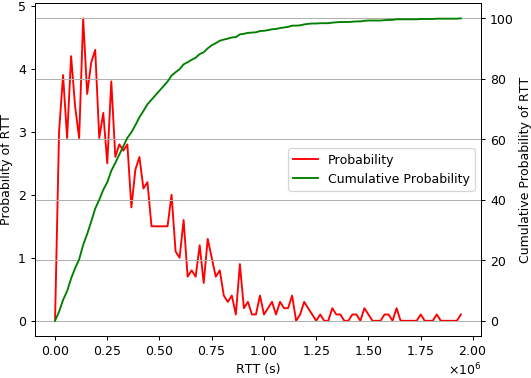 5
4
3
2
1
0
Probability of RTT
100
80
60
40
20
0
Cumulative Probability of RTT
Probability
Cumulative Probability
0.00 0.25 0.50 0.75 1.00 1.25 1.50 1.75 2.00
RTT (s)
×10⁶